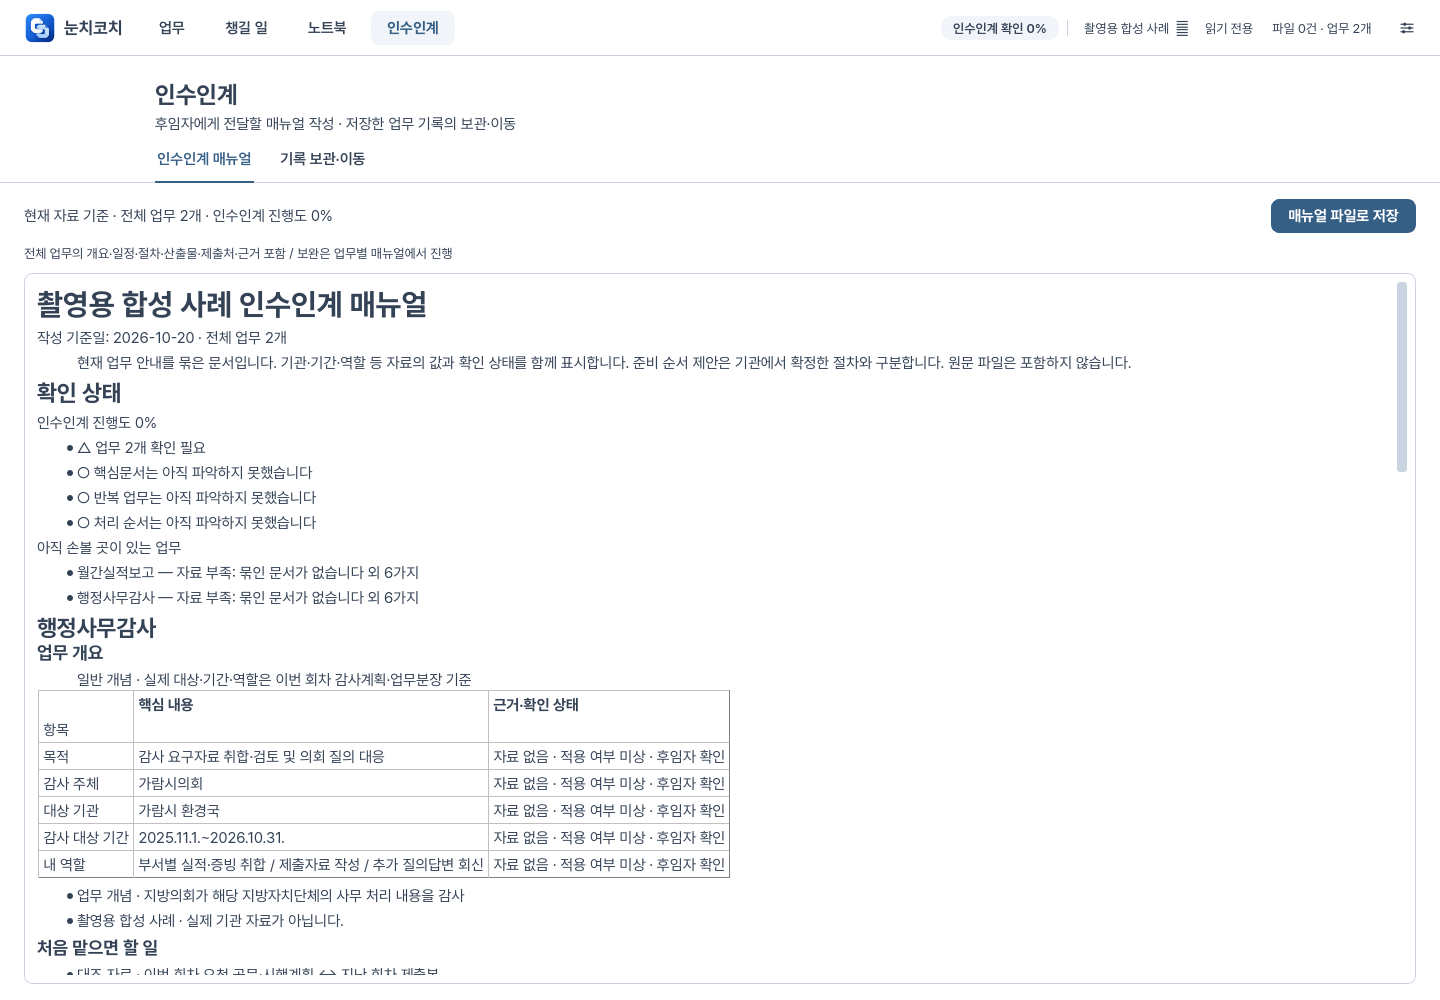 눈치코치
업무
챙길 일
노트북
인수인계
인수인계 확인 0%
촬영용 합성 사례
읽기 전용
파일 0건 · 업무 2개
인수인계
후임자에게 전달할 매뉴얼 작성 · 저장한 업무 기록의 보관·이동
인수인계 매뉴얼
기록 보관·이동
현재 자료 기준 · 전체 업무 2개 · 인수인계 진행도 0%
매뉴얼 파일로 저장
전체 업무의 개요·일정·절차·산출물·제출처·근거 포함 / 보완은 업무별 매뉴얼에서 진행
촬영용 합성 사례 인수인계 매뉴얼
작성 기준일: 2026-10-20 · 전체 업무 2개
현재 업무 안내를 묶은 문서입니다. 기관·기간·역할 등 자료의 값과 확인 상태를 함께 표시합니다. 준비 순서 제안은 기관에서 확정한 절차와 구분합니다. 원문 파일은 포함하지 않습니다.
확인 상태
인수인계 진행도 0%
• △ 업무 2개 확인 필요
• ○ 핵심문서는 아직 파악하지 못했습니다
• ○ 반복 업무는 아직 파악하지 못했습니다
• ○ 처리 순서는 아직 파악하지 못했습니다
아직 손볼 곳이 있는 업무
• 월간실적보고 — 자료 부족: 묶인 문서가 없습니다 외 6가지
• 행정사무감사 — 자료 부족: 묶인 문서가 없습니다 외 6가지
행정사무감사
업무 개요
일반 개념 · 실제 대상·기간·역할은 이번 회차 감사계획·업무분장 기준
항목 핵심 내용 근거·확인 상태
목적 감사 요구자료 취합·검토 및 의회 질의 대응 자료 없음 · 적용 여부 미상 · 후임자 확인
감사 주체 가람시의회 자료 없음 · 적용 여부 미상 · 후임자 확인
대상 기관 가람시 환경국 자료 없음 · 적용 여부 미상 · 후임자 확인
감사 대상 기간 2025.11.1.~2026.10.31. 자료 없음 · 적용 여부 미상 · 후임자 확인
내 역할 부서별 실적·증빙 취합 / 제출자료 작성 / 추가 질의답변 회신 자료 없음 · 적용 여부 미상 · 후임자 확인
• 업무 개념 · 지방의회가 해당 지방자치단체의 사무 처리 내용을 감사
• 촬영용 합성 사례 · 실제 기관 자료가 아닙니다.
처음 맡으면 할 일
• 대조 자료 · 이번 회차 요청 공문·시행계획 ↔ 지난 회차 제출본